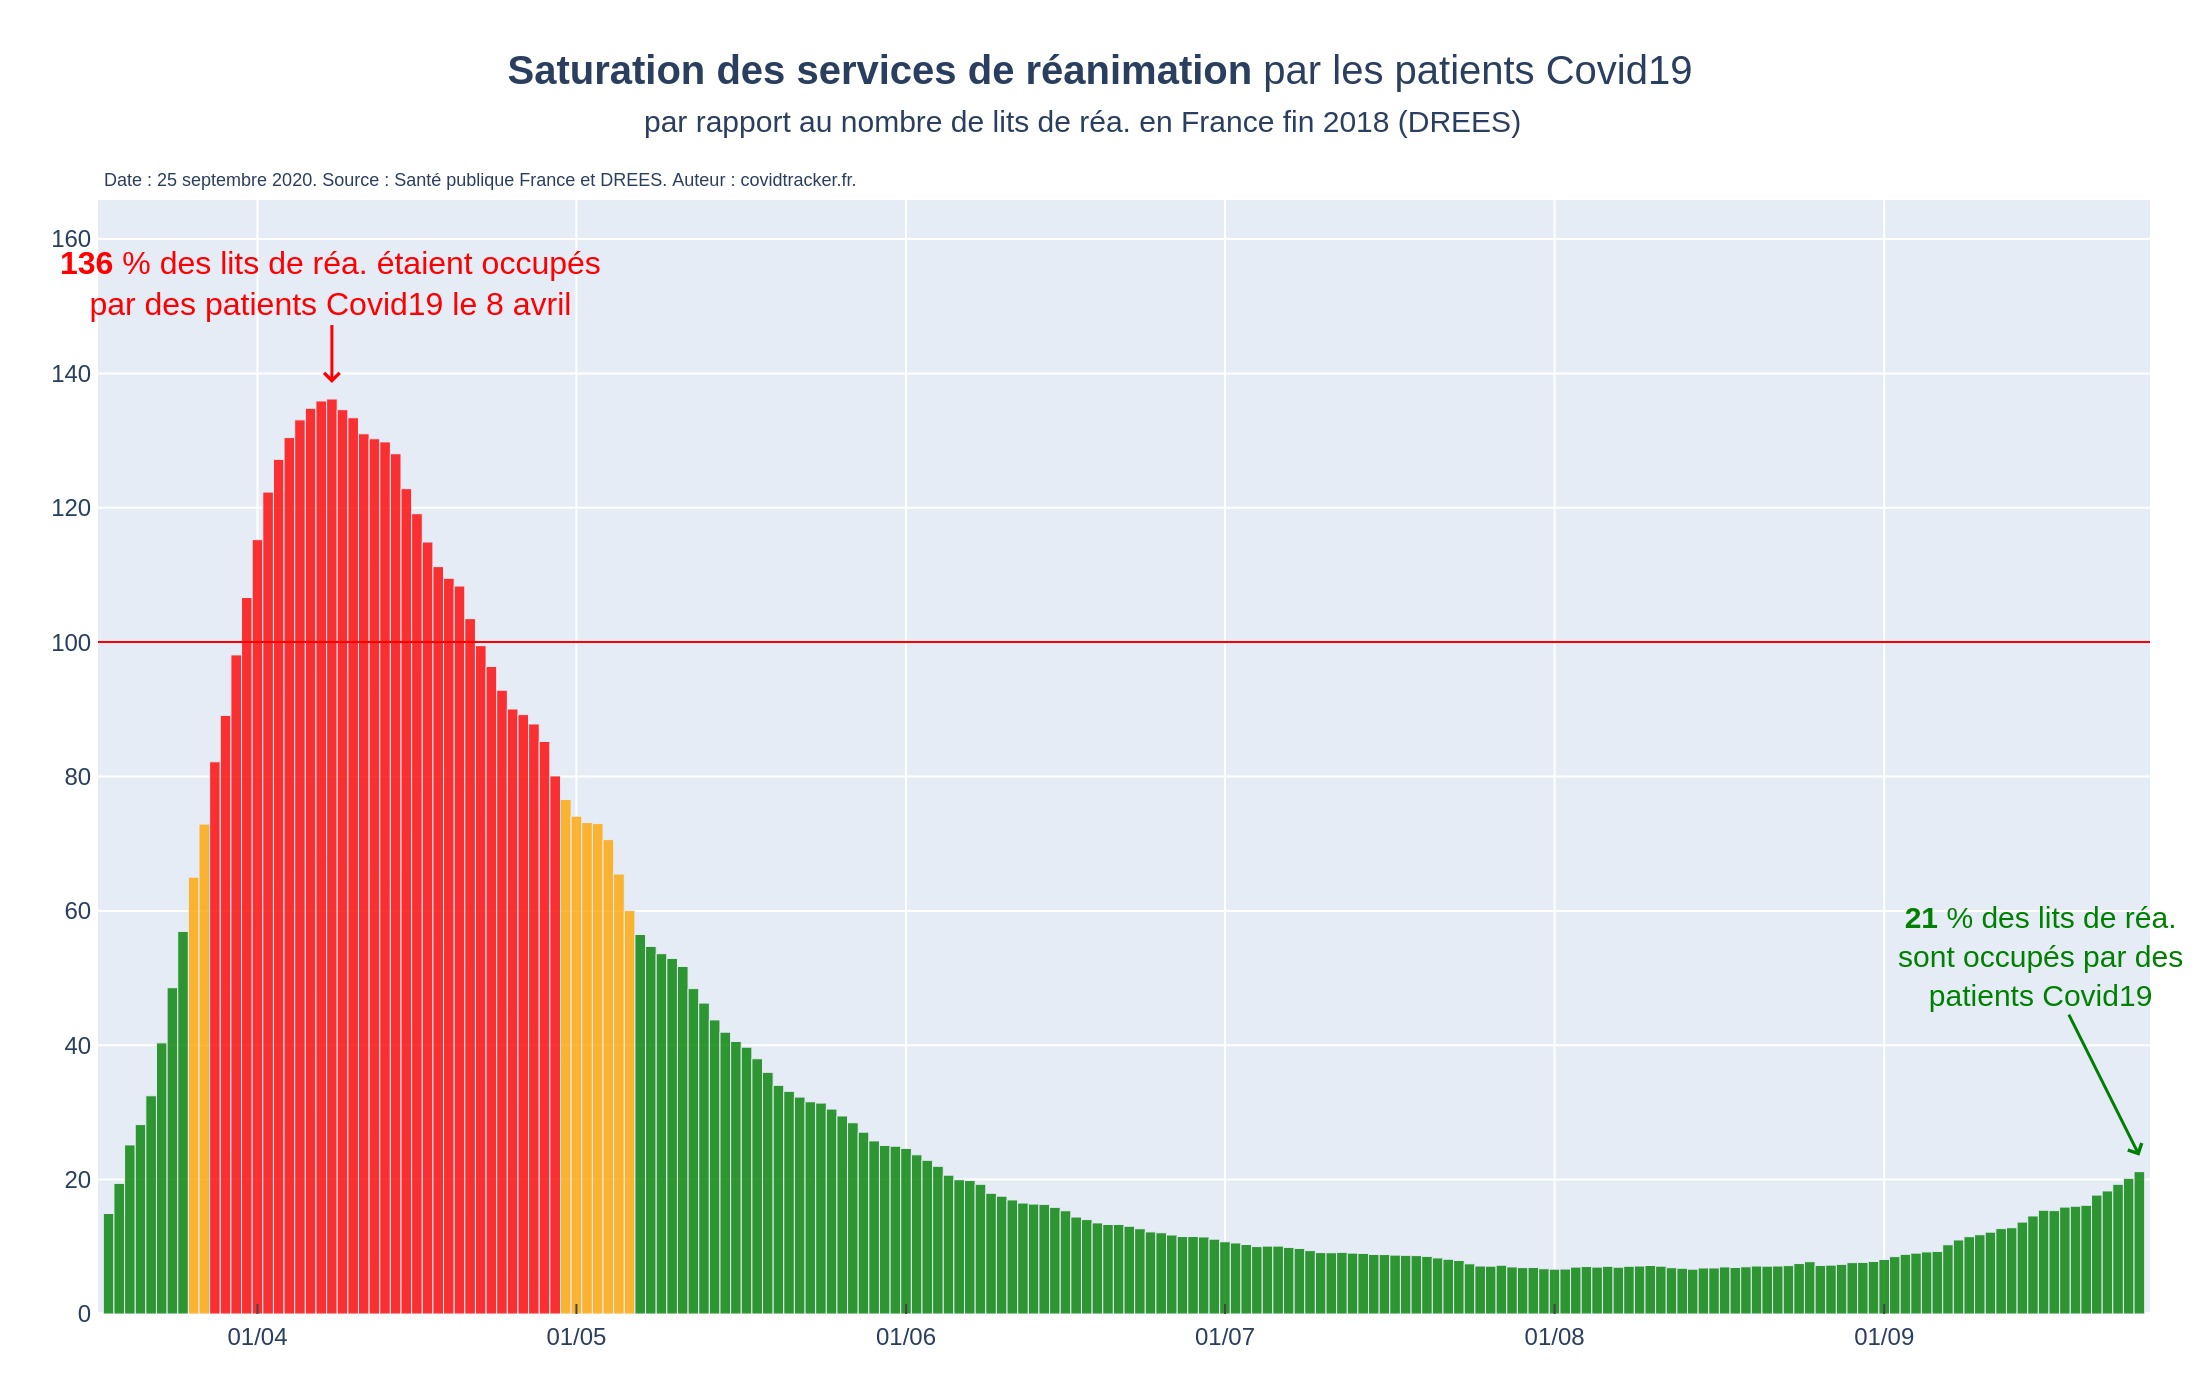 Saturation des services de réanimation par les patients Covid19
par rapport au nombre de lits de réa. en France fin 2018 (DREES)
Date : 25 septembre 2020. Source : Santé publique France et DREES. Auteur : covidtracker.fr.
160
136 % des lits de réa. étaient occupés
par des patients Covid19 le 8 avril
140
120
100
80
60
21 % des lits de réa.
sont occupés par des
patients Covid19
40
20
0
01/04 01/05 01/06 01/07 01/08 01/09